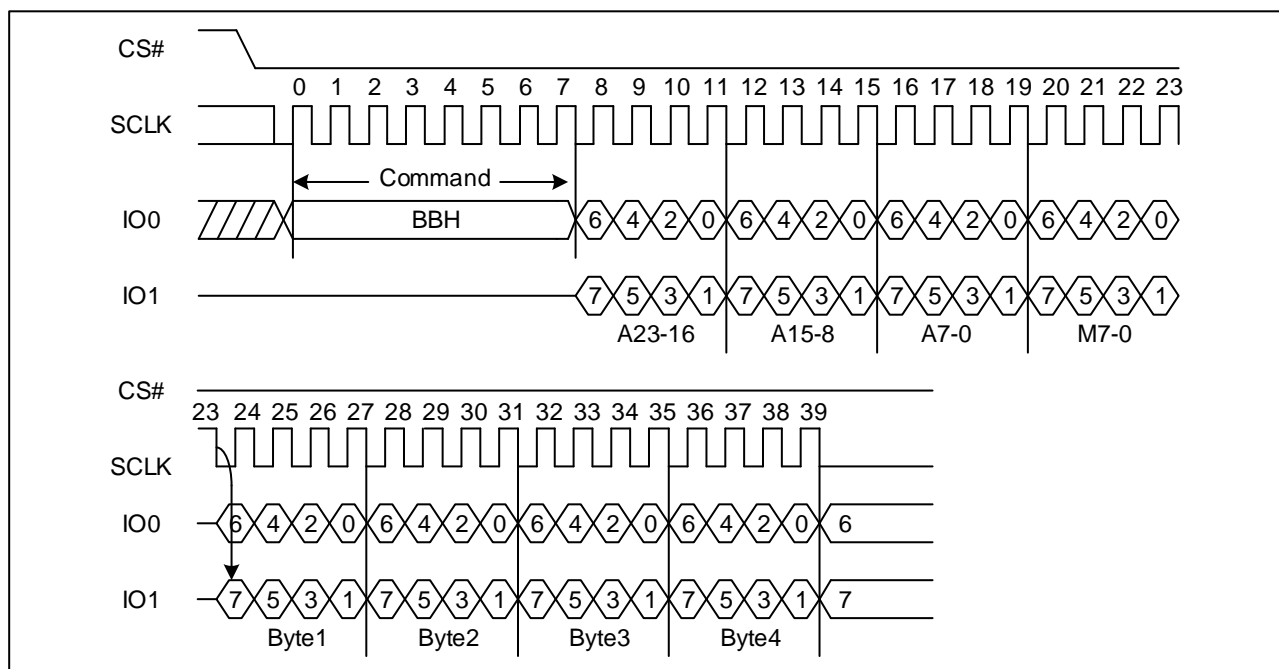 CS#
0 1 2 3 4 5 6 7 8 9 10 11 12 13 14 15 16 17 18 19 20 21 22 23
SCLK
Command
IO0 BBH 6 4 2 0 6 4 2 0 6 4 2 0 6 4 2 0
IO1 7 5 3 1 7 5 3 1 7 5 3 1 7 5 3 1
A23-16 A15-8 A7-0 M7-0
CS#
23 24 25 26 27 28 29 30 31 32 33 34 35 36 37 38 39
SCLK
IO0 6 4 2 0 6 4 2 0 6 4 2 0 6 4 2 0 6
IO1 7 5 3 1 7 5 3 1 7 5 3 1 7 5 3 1 7
Byte1 Byte2 Byte3 Byte4